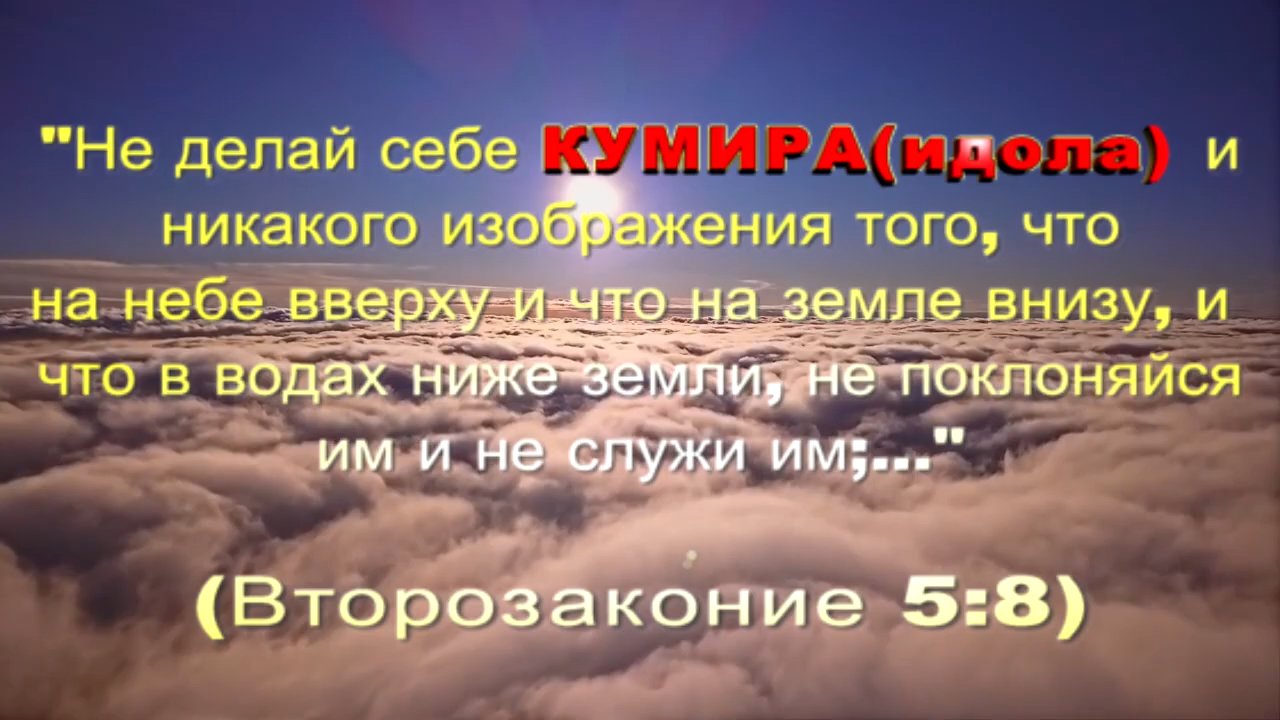 "Не делай себе КУМИРА(идола) и
никакого изображения того, что
на небе вверху и что на земле внизу, и
что в водах ниже земли, не поклоняйся
им и не служи им;..."
(Второзаконие 5:8)